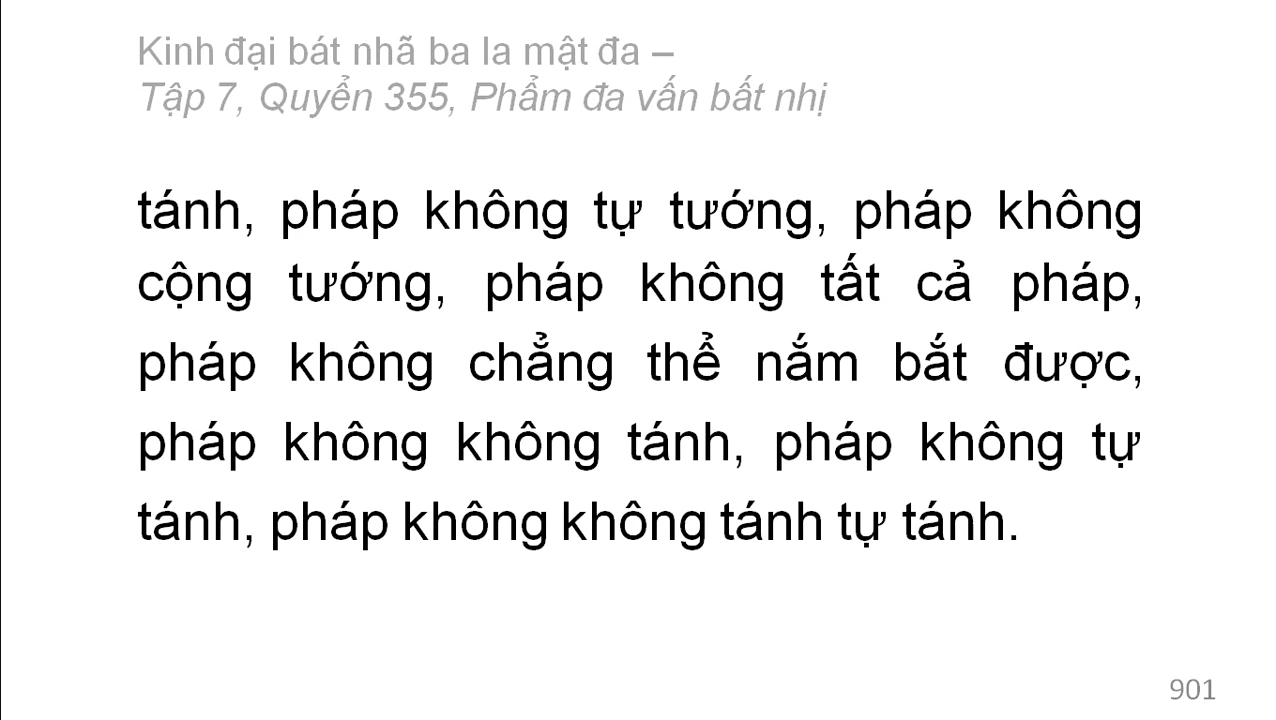 Kinh đại bát nhã ba la mật đa –
Tập 7, Quyển 355, Phẩm đa vấn bất nhị
tánh, pháp không tự tướng, pháp không
cộng tướng, pháp không tất cả pháp,
pháp không chẳng thể nắm bắt được,
pháp không không tánh, pháp không tự
tánh, pháp không không tánh tự tánh.
901